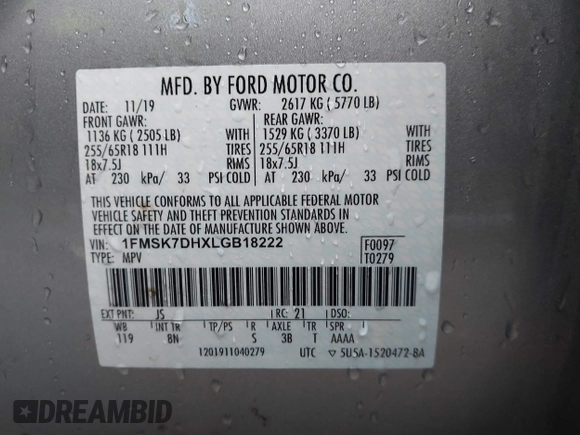 MFD. BY FORD MOTOR CO.
DATE: 11/19 GVWR: 2617 KG ( 5770 LB)
FRONT GAWR: REAR GAWR:
1136 KG ( 2505 LB) WITH 1529 KG ( 3370 LB) WITH
255/65R18 111H TIRES 255/65R18 111H TIRES
18x7.5J RIMS 18x7.5J RIMS
AT 230 kPa/ 33 PSI COLD AT 230 kPa/ 33 PSI COLD
THIS VEHICLE CONFORMS TO ALL APPLICABLE FEDERAL MOTOR
VEHICLE SAFETY AND THEFT PREVENTION STANDARDS IN
EFFECT ON THE DATE OF MANUFACTURE SHOWN ABOVE.
VIN: 1FMSK7DHXLGB18222 F0097
TYPE: MPV T0279
EXT PNT: JS RC: 21 DSO:
WB INT TR TP/PS R AXLE TR SPR
119 8N S 3B T AAAA
1201911040279 UTC ▽ 5U5A-1520472-8A
DREAMBID